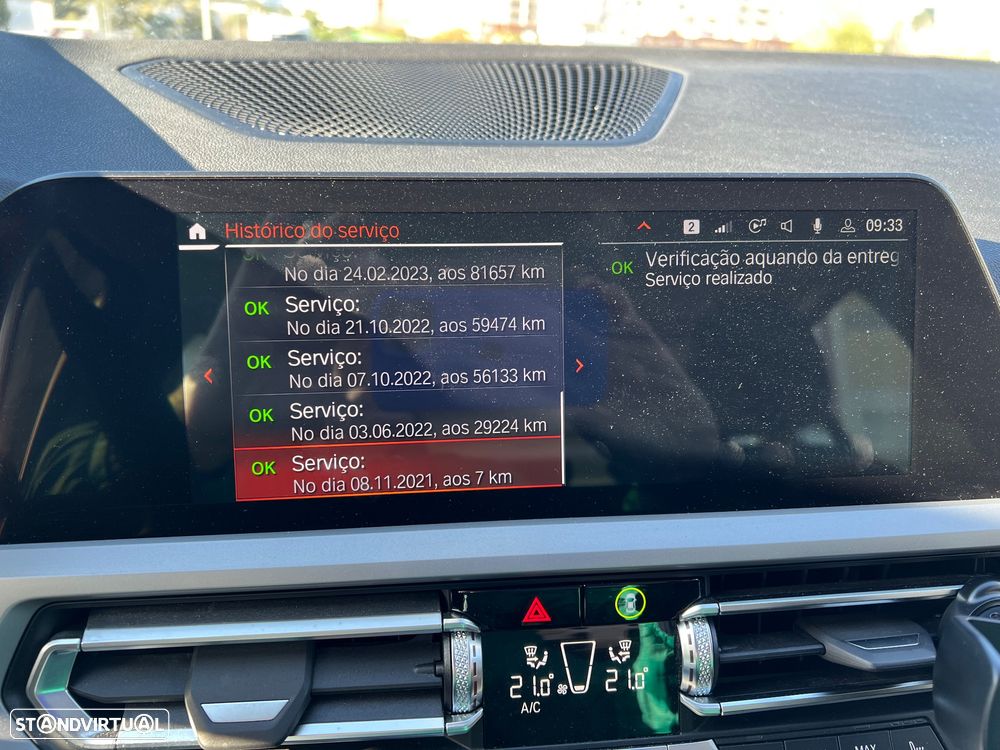 Histórico do serviço
2
09:33
OK Serviço:
No dia 24.02.2023, aos 81657 km
OK Serviço:
No dia 21.10.2022, aos 59474 km
OK Serviço:
No dia 07.10.2022, aos 56133 km
OK Serviço:
No dia 03.06.2022, aos 29224 km
OK Serviço:
No dia 08.11.2021, aos 7 km
OK Verificação aquando da entreg
Serviço realizado
21.0°
21.0°
A/C
MAX
STANDVIRTUAL